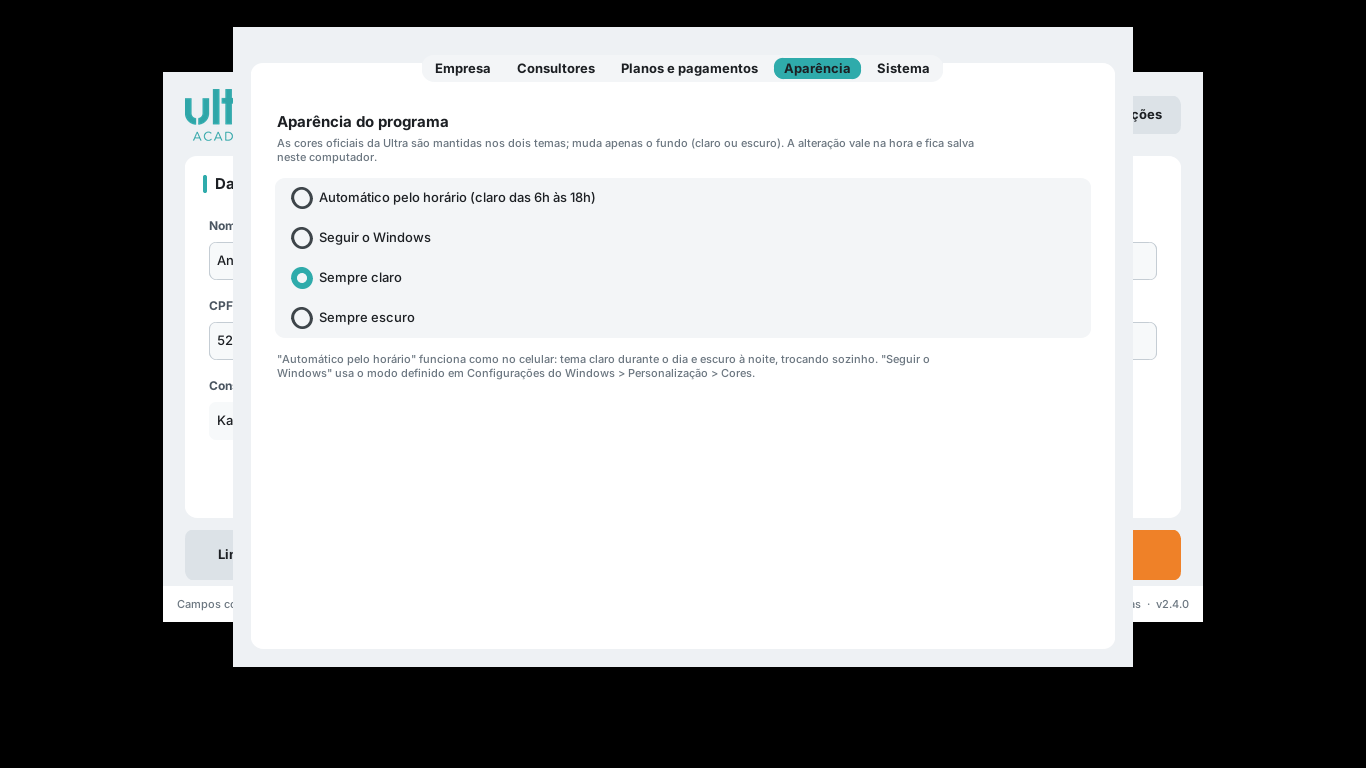 Empresa
Consultores
Planos e pagamentos
Aparência
Sistema
Aparência do programa
As cores oficiais da Ultra são mantidas nos dois temas; muda apenas o fundo (claro ou escuro). A alteração vale na hora e fica salva
neste computador.
Automático pelo horário (claro das 6h às 18h)
Seguir o Windows
Sempre claro
Sempre escuro
"Automático pelo horário" funciona como no celular: tema claro durante o dia e escuro à noite, trocando sozinho. "Seguir o
Windows" usa o modo definido em Configurações do Windows > Personalização > Cores.
CPF
52
Campos
· v2.4.0